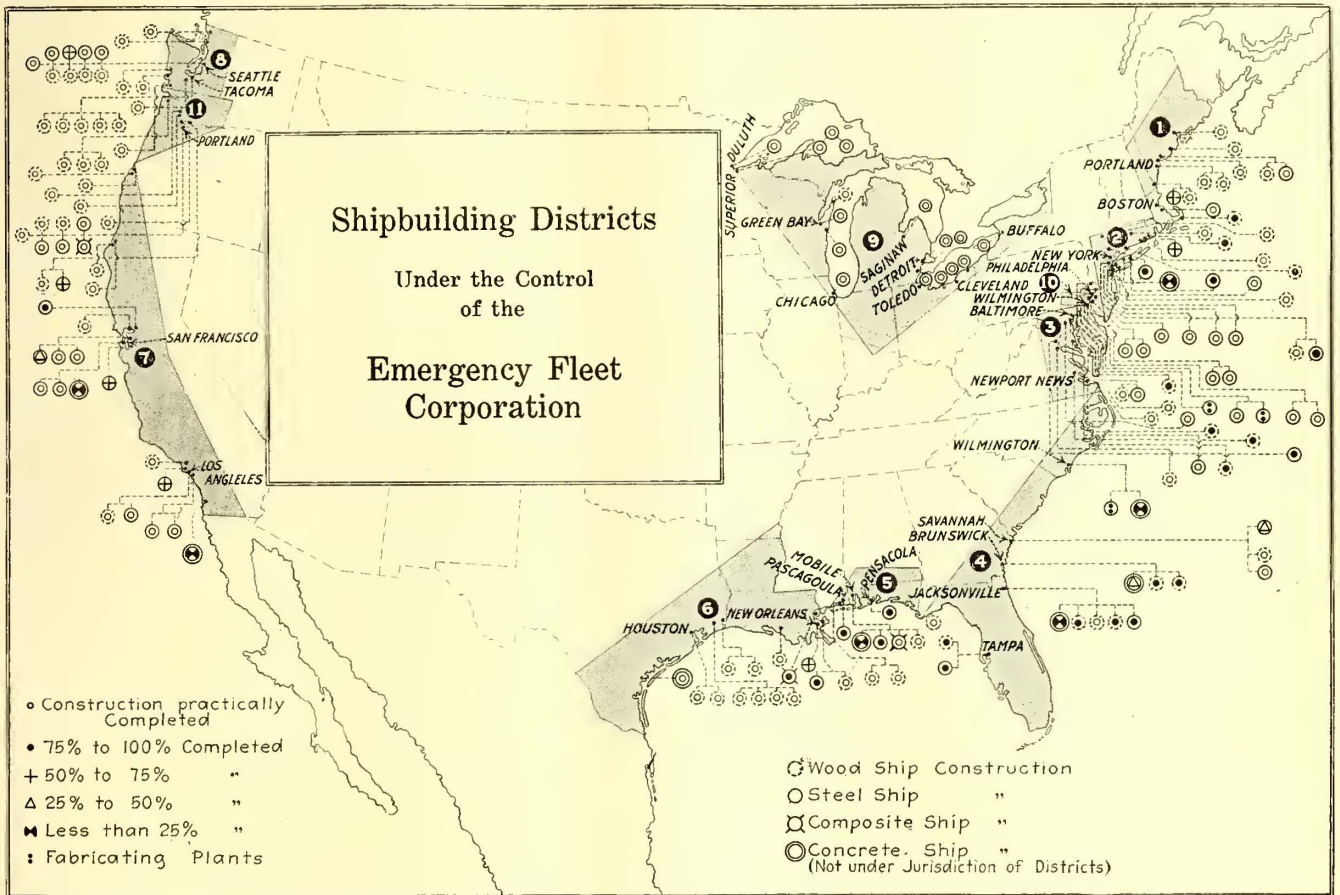 Shipbuilding Districts
Under the Control
of the
Emergency Fleet
Corporation
8
SEATTLE
TACOMA
11
PORTLAND
7
SAN FRANCISCO
LOS
ANGLELES
SUPERIOR
DULUTH
GREEN BAY
CHICAGO
9
SAGINAW
DETROIT
TOLEDO
BUFFALO
1
PORTLAND
BOSTON
2
NEW YORK
PHILADELPHIA
10
CLEVELAND
WILMINGTON
BALTIMORE
3
NEWPORT NEWS
WILMINGTON
SAVANNAH
BRUNSWICK
4
JACKSONVILLE
TAMPA
MOBILE
PASCAGOULA
PENSACOLA
5
6
NEW ORLEANS
HOUSTON
Construction practically
Completed
75% to 100% Completed
50% to 75% "
25% to 50% "
Less than 25% "
Fabricating Plants
Wood Ship Construction
Steel Ship "
Composite Ship "
Concrete. Ship "
(Not under Jurisdiction of Districts)